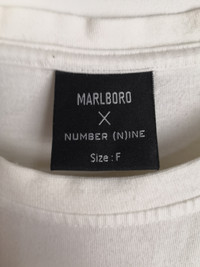 MARLBORO
X
NUMBER (N)INE
Size : F